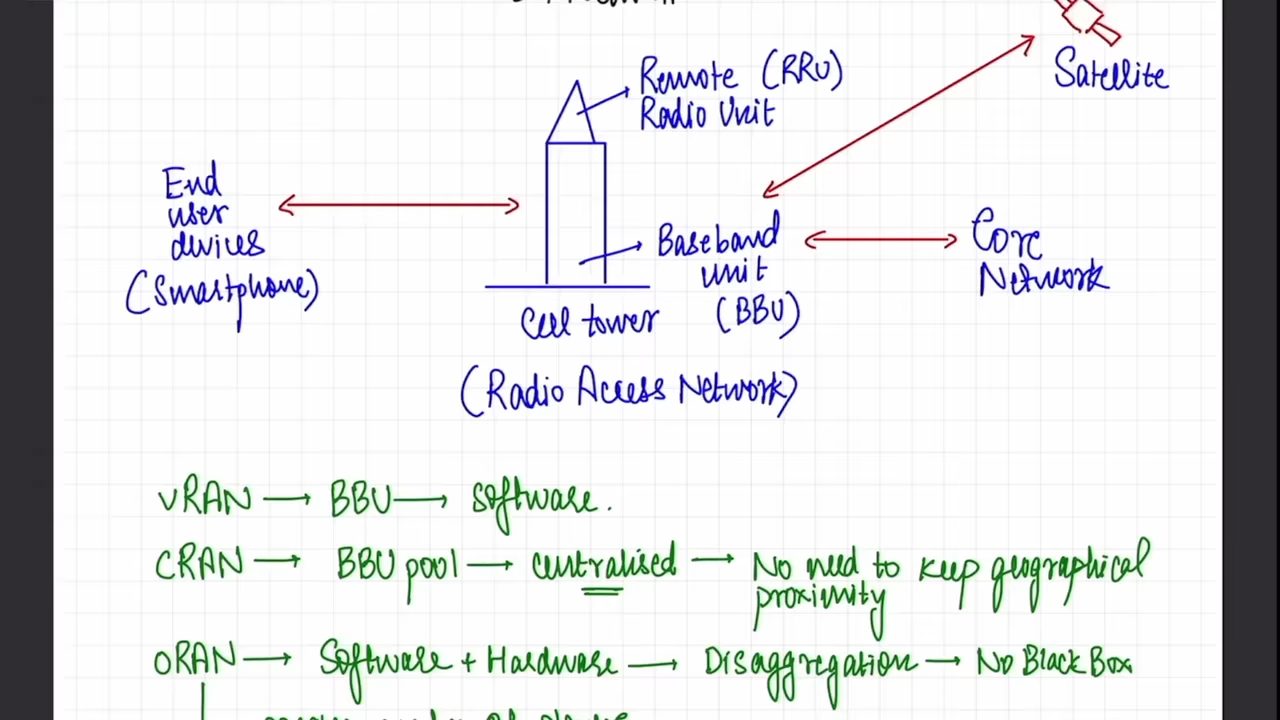 Remote (RRU)
Radio Unit
Satellite
End
user
devices
(Smartphone)
Baseband
unit
(BBU)
Core
Network
Cell tower
(Radio Access Network)
vRAN → BBU → Software.
CRAN → BBU pool → centralised → No need to keep geographical
proximity
ORAN → Software + Hardware → Disaggregation → No Black Box